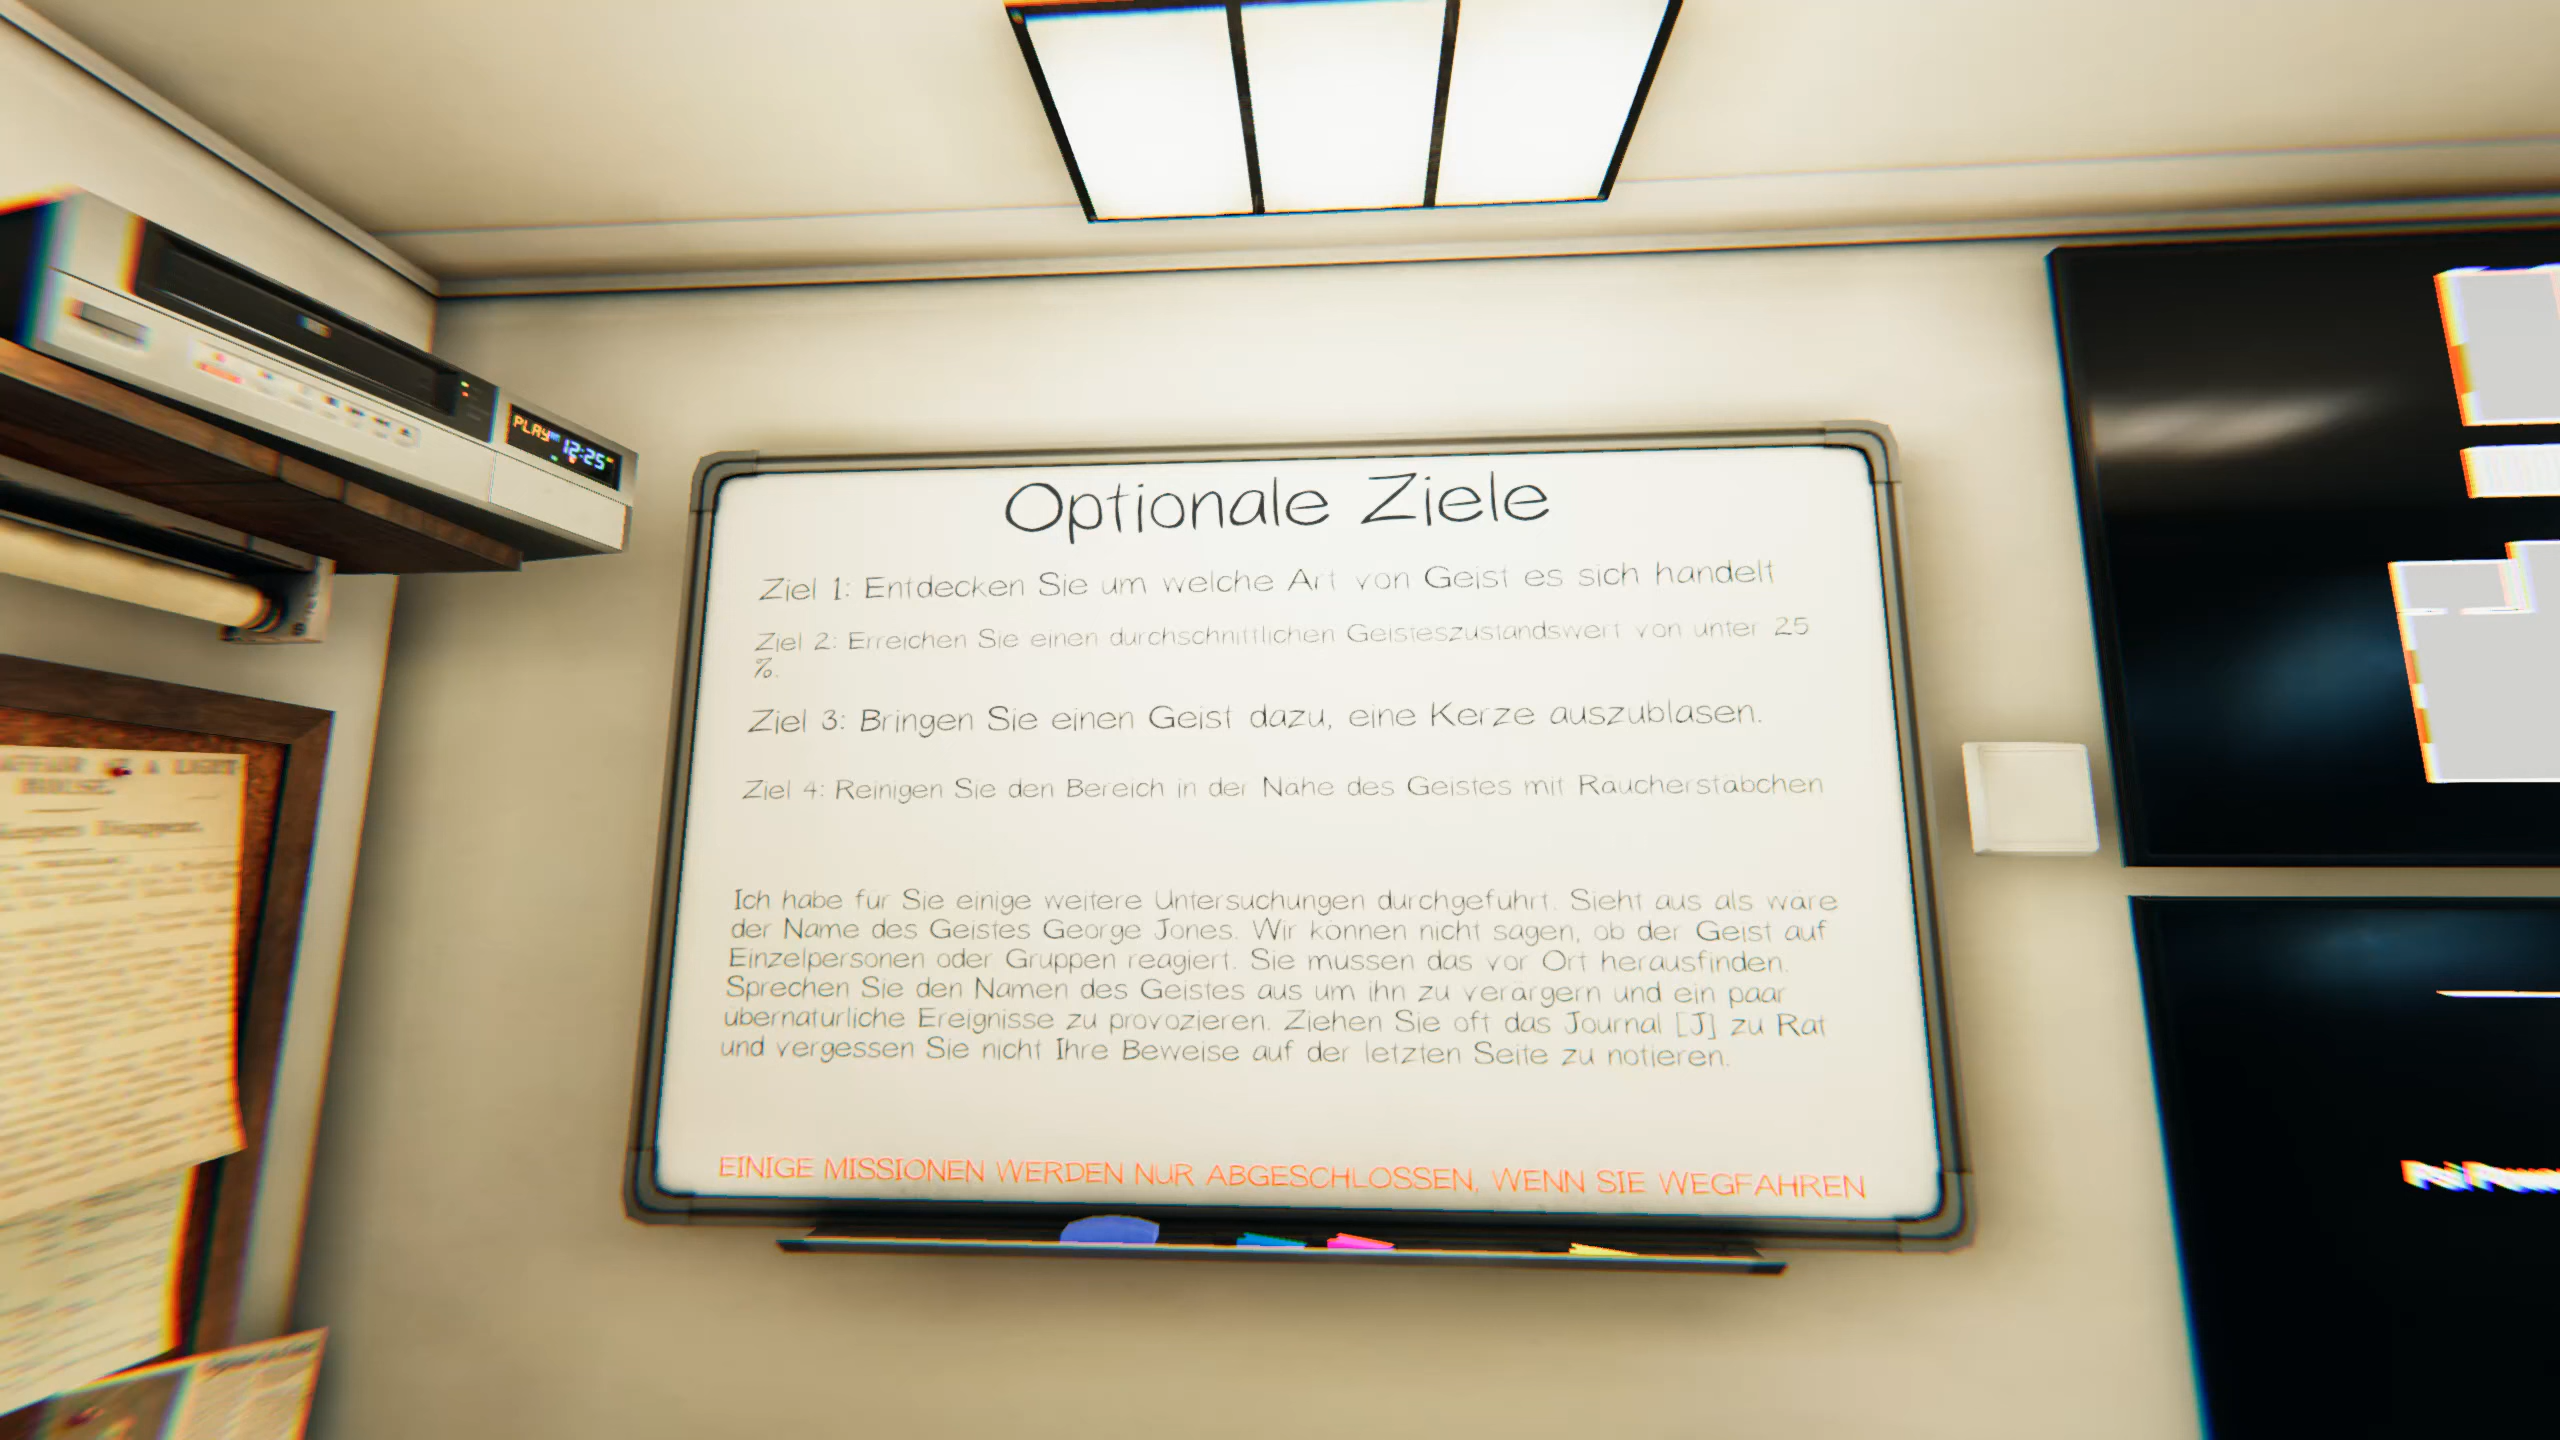 PLAY 12:25
Optionale Ziele
Ziel 1: Entdecken Sie um welche Art von Geist es sich handelt
Ziel 2: Erreichen Sie einen durchschnittlichen Geisteszustandswert von unter 25
%.
Ziel 3: Bringen Sie einen Geist dazu, eine Kerze auszublasen.
Ziel 4: Reinigen Sie den Bereich in der Nahe des Geistes mit Raucherstabchen
Ich habe fur Sie einige weitere Untersuchungen durchgefuhrt. Sieht aus als ware
der Name des Geistes George Jones. Wir konnen nicht sagen, ob der Geist auf
Einzelpersonen oder Gruppen reagiert. Sie mussen das vor Ort herausfinden.
Sprechen Sie den Namen des Geistes aus um ihn zu verargern und ein paar
ubernaturliche Ereignisse zu provozieren. Ziehen Sie oft das Journal [J] zu Rat
und vergessen Sie nicht Ihre Beweise auf der letzten Seite zu notieren.
EINIGE MISSIONEN WERDEN NUR ABGESCHLOSSEN, WENN SIE WEGFAHREN